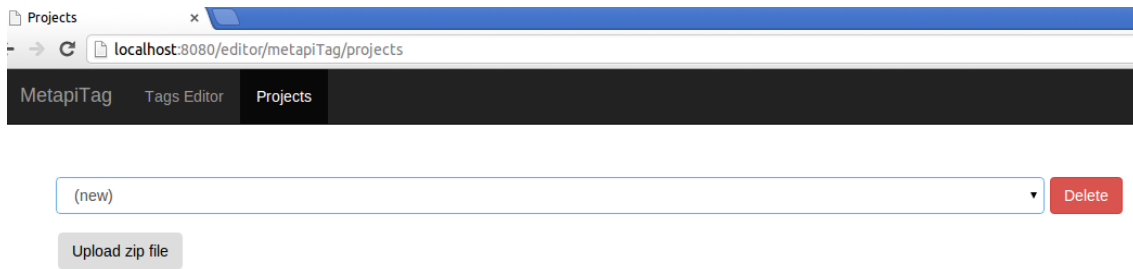 Projects ×
localhost:8080/editor/metapiTag/projects
MetapiTag Tags Editor Projects
(new) Delete
Upload zip file